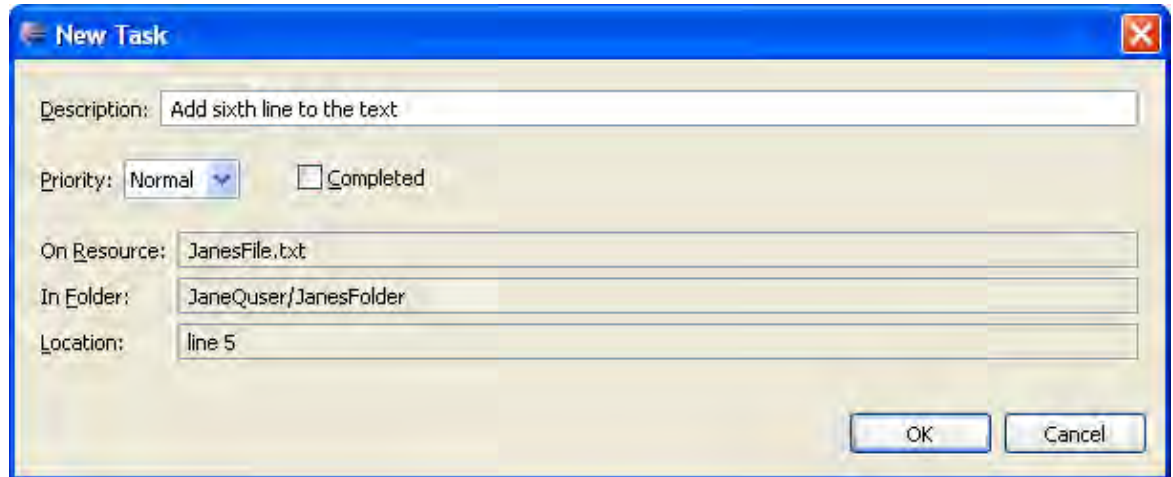 New Task
Description: Add sixth line to the text
Priority: Normal Completed
On Resource: JanesFile.txt
In Folder: JaneQuser/JanesFolder
Location: line 5
OK Cancel